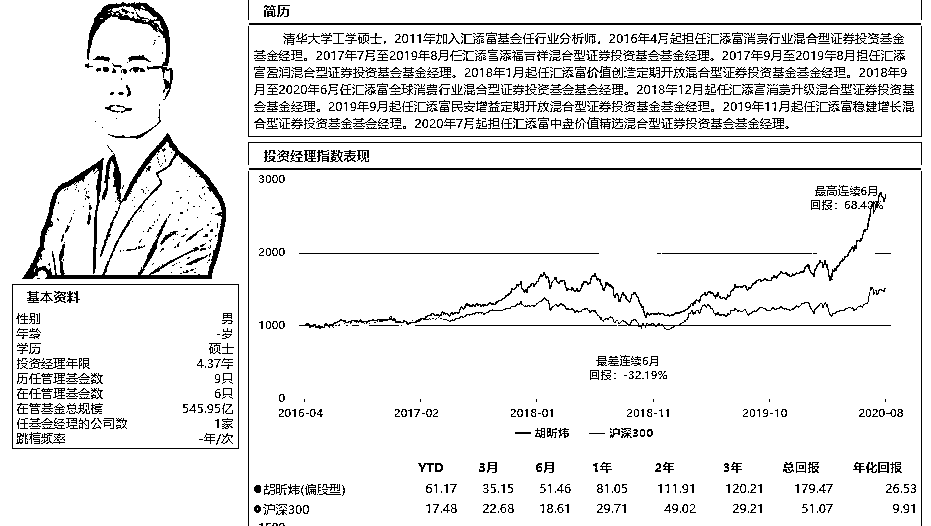 简历
清华大学工学硕士，2011年加入汇添富基金任行业分析师，2016年4月起担任汇添富消费行业混合型证券投资基金
基金经理。2017年7月至2019年8月任汇添富添福吉祥混合型证券投资基金基金经理。2017年9月至2019年8月担任汇添
富盈润混合型证券投资基金基金经理。2018年1月起任汇添富价值创造定期开放混合型证券投资基金基金经理。2018年9
月至2020年6月任汇添富全球消费行业混合型证券投资基金基金经理。2018年12月起任汇添富消费升级混合型证券投资基
金基金经理。2019年9月起任汇添富民安增益定期开放混合型证券投资基金基金经理。2019年11月起任汇添富稳健增长混
合型证券投资基金基金经理。2020年7月起担任汇添富中盘价值精选混合型证券投资基金基金经理。
投资经理指数表现
3000
最高连续6月
回报：68.43%
2000
1000
最差连续6月
回报：-32.19%
0
2016-04 2017-02 2018-01 2018-11 2019-10 2020-08
胡昕炜 沪深300
基本资料
性别 男
年龄 -岁
学历 硕士
投资经理年限 4.37年
历任管理基金数 9只
在任管理基金数 6只
在管基金总规模 545.95亿
任基金经理的公司数 1家
跳槽频率 -年/次
YTD 3月 6月 1年 2年 3年 总回报 年化回报
胡昕炜(偏股型) 61.17 35.15 51.46 81.05 111.91 120.21 179.47 26.53
沪深300 17.48 22.68 18.61 29.71 49.02 29.21 51.07 9.91